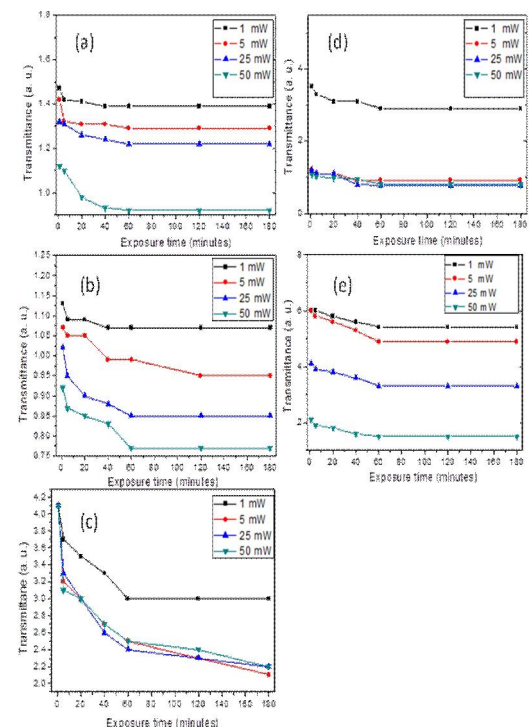 (a)
1 mW
5 mW
25 mW
50 mW
1.8
1.6
1.4
1.2
1.0
Transmittance (a. u.)
0 20 40 60 80 100 120 140 160 180
Exposure time (minutes)
(d)
1 mW
5 mW
25 mW
50 mW
4
2
0
Transmittance (a. u.)
0 20 40 60 80 100 120 140 160 180
Exposure time (minutes)
(b)
1 mW
5 mW
25 mW
50 mW
1.25
1.20
1.15
1.10
1.05
1.00
0.95
0.90
0.85
0.80
0.75
Transmittance (a. u.)
0 20 40 60 80 100 120 140 160 180
Exposure time (minutes)
(e)
1 mW
5 mW
25 mW
50 mW
8
6
4
2
Transmittance (a. u.)
0 20 40 60 80 100 120 140 160 180
Exposure time (minutes)
(c)
1 mW
5 mW
25 mW
50 mW
4.2
4.0
3.8
3.6
3.4
3.2
3.0
2.8
2.6
2.4
2.2
2.0
Transmittane (a. u.)
0 20 40 60 80 100 120 140 160 180
Exposure time (minutes)